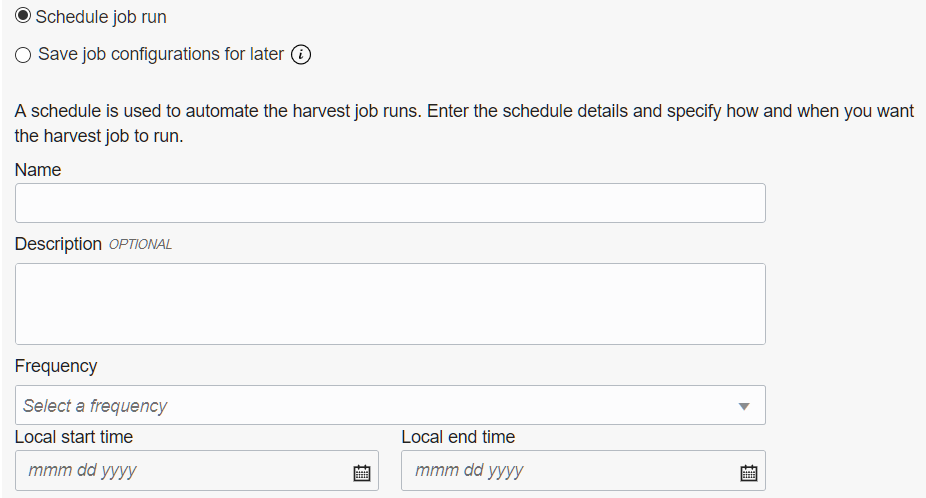 Schedule job run
Save job configurations for later
A schedule is used to automate the harvest job runs. Enter the schedule details and specify how and when you want
the harvest job to run.
Name
Description OPTIONAL
Frequency
Select a frequency
Local start time Local end time
mmm dd yyyy mmm dd yyyy